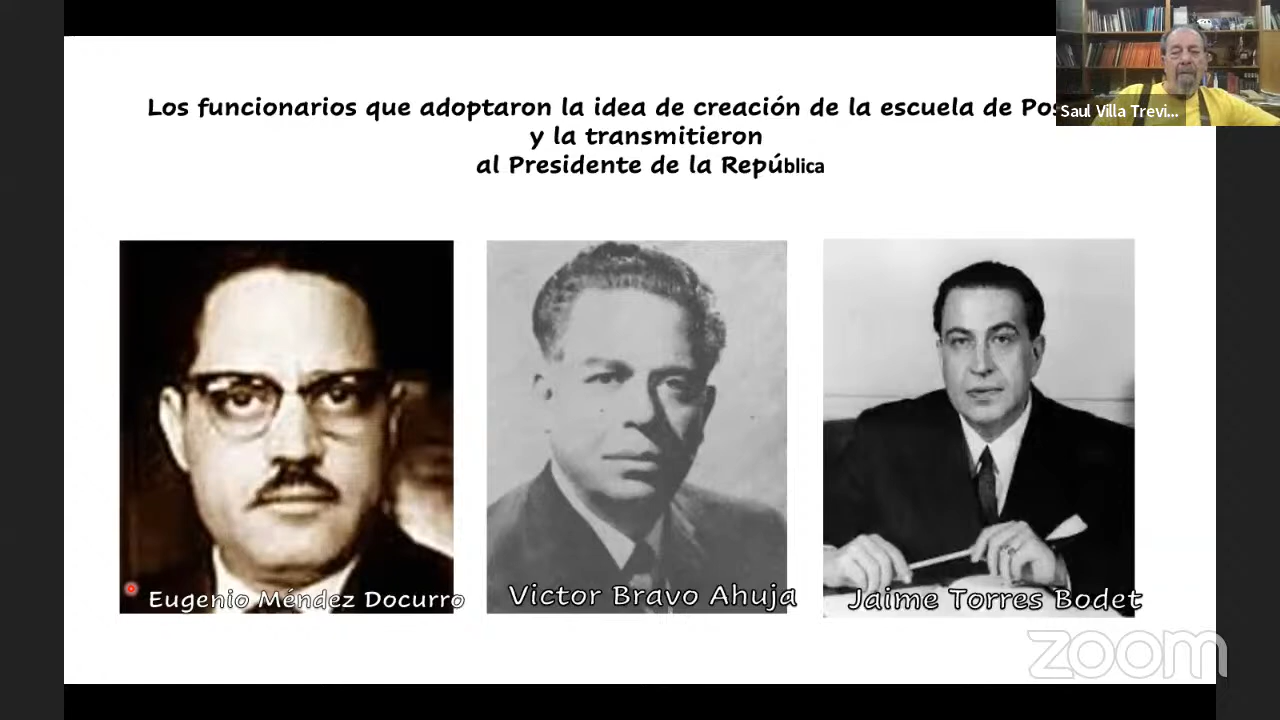 Los funcionarios que adoptaron la idea de creación de la escuela de
y la transmitieron
al Presidente de la República
Saul Villa Trevi...
Eugenio Méndez Docurro
Victor Bravo Ahuja
Jaime Torres Bodet
zoom